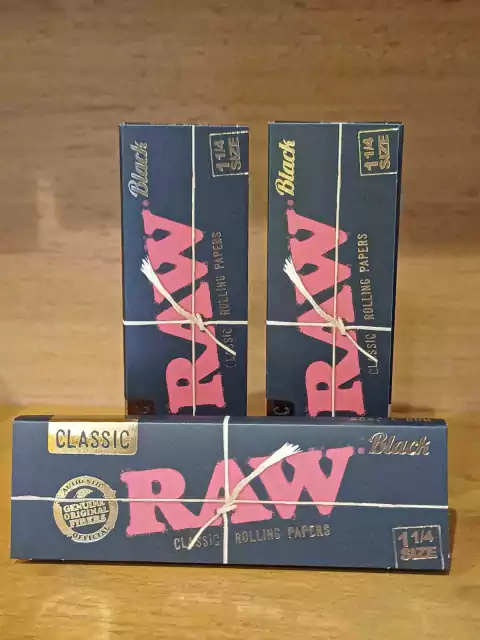 Black
1 1/4
SIZE
RAW
CLASSIC ROLLING PAPERS
Black
1 1/4
SIZE
RAW
CLASSIC ROLLING PAPERS
C
CLASSIC
Black
AUTHENTIC
GENUINE
ORIGINAL
FIBERS
OFFICIAL
RAW
CLASSIC ROLLING PAPERS
1 1/4
SIZE